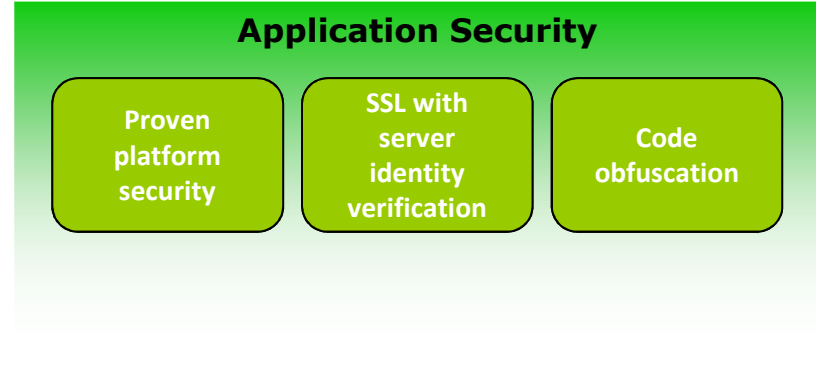 Application Security
Proven
platform
security
SSL with
server
identity
verification
Code
obfuscation